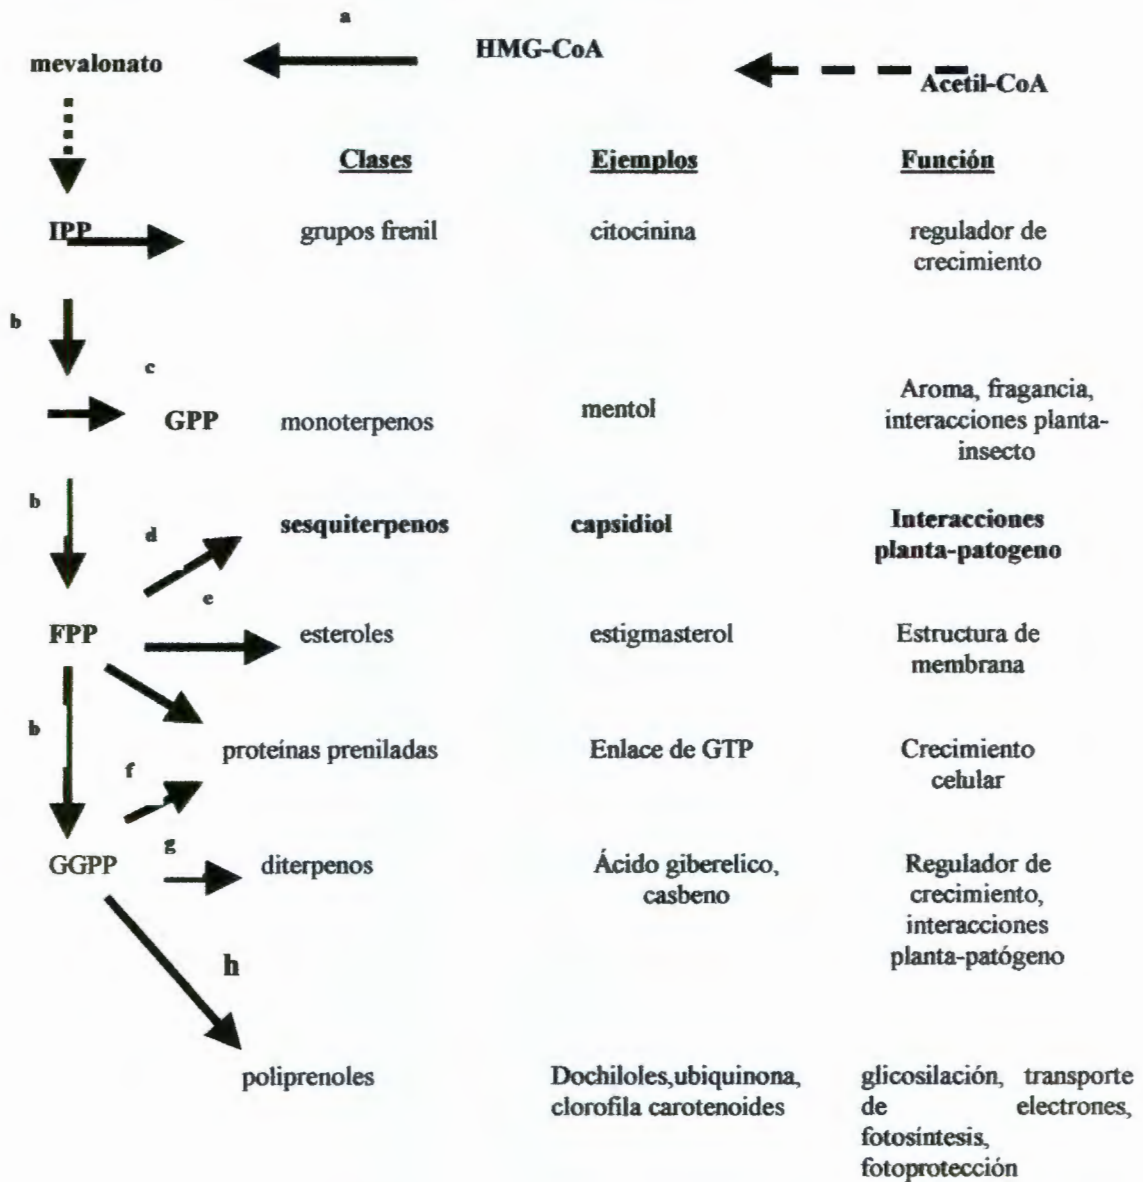 a
HMG-CoA
mevalonato
Acetil-CoA
Clases
Ejemplos
Función
IPP
grupos frenil
citocinina
regulador de
crecimiento
b
c
GPP
monoterpenos
mentol
Aroma, fragancia,
interacciones planta-
insecto
b
d
sesquiterpenos
capsidiol
Interacciones
planta-patogeno
e
FPP
esteroles
estigmasterol
Estructura de
membrana
b
proteínas preniladas
Enlace de GTP
Crecimiento
celular
f
g
GGPP
diterpenos
Ácido giberelico,
casbeno
Regulador de
crecimiento,
interacciones
planta-patógeno
h
poliprenoles
Dochiloles,ubiquinona,
clorofila carotenoides
glicosilación, transporte
de electrones,
fotosíntesis,
fotoprotección